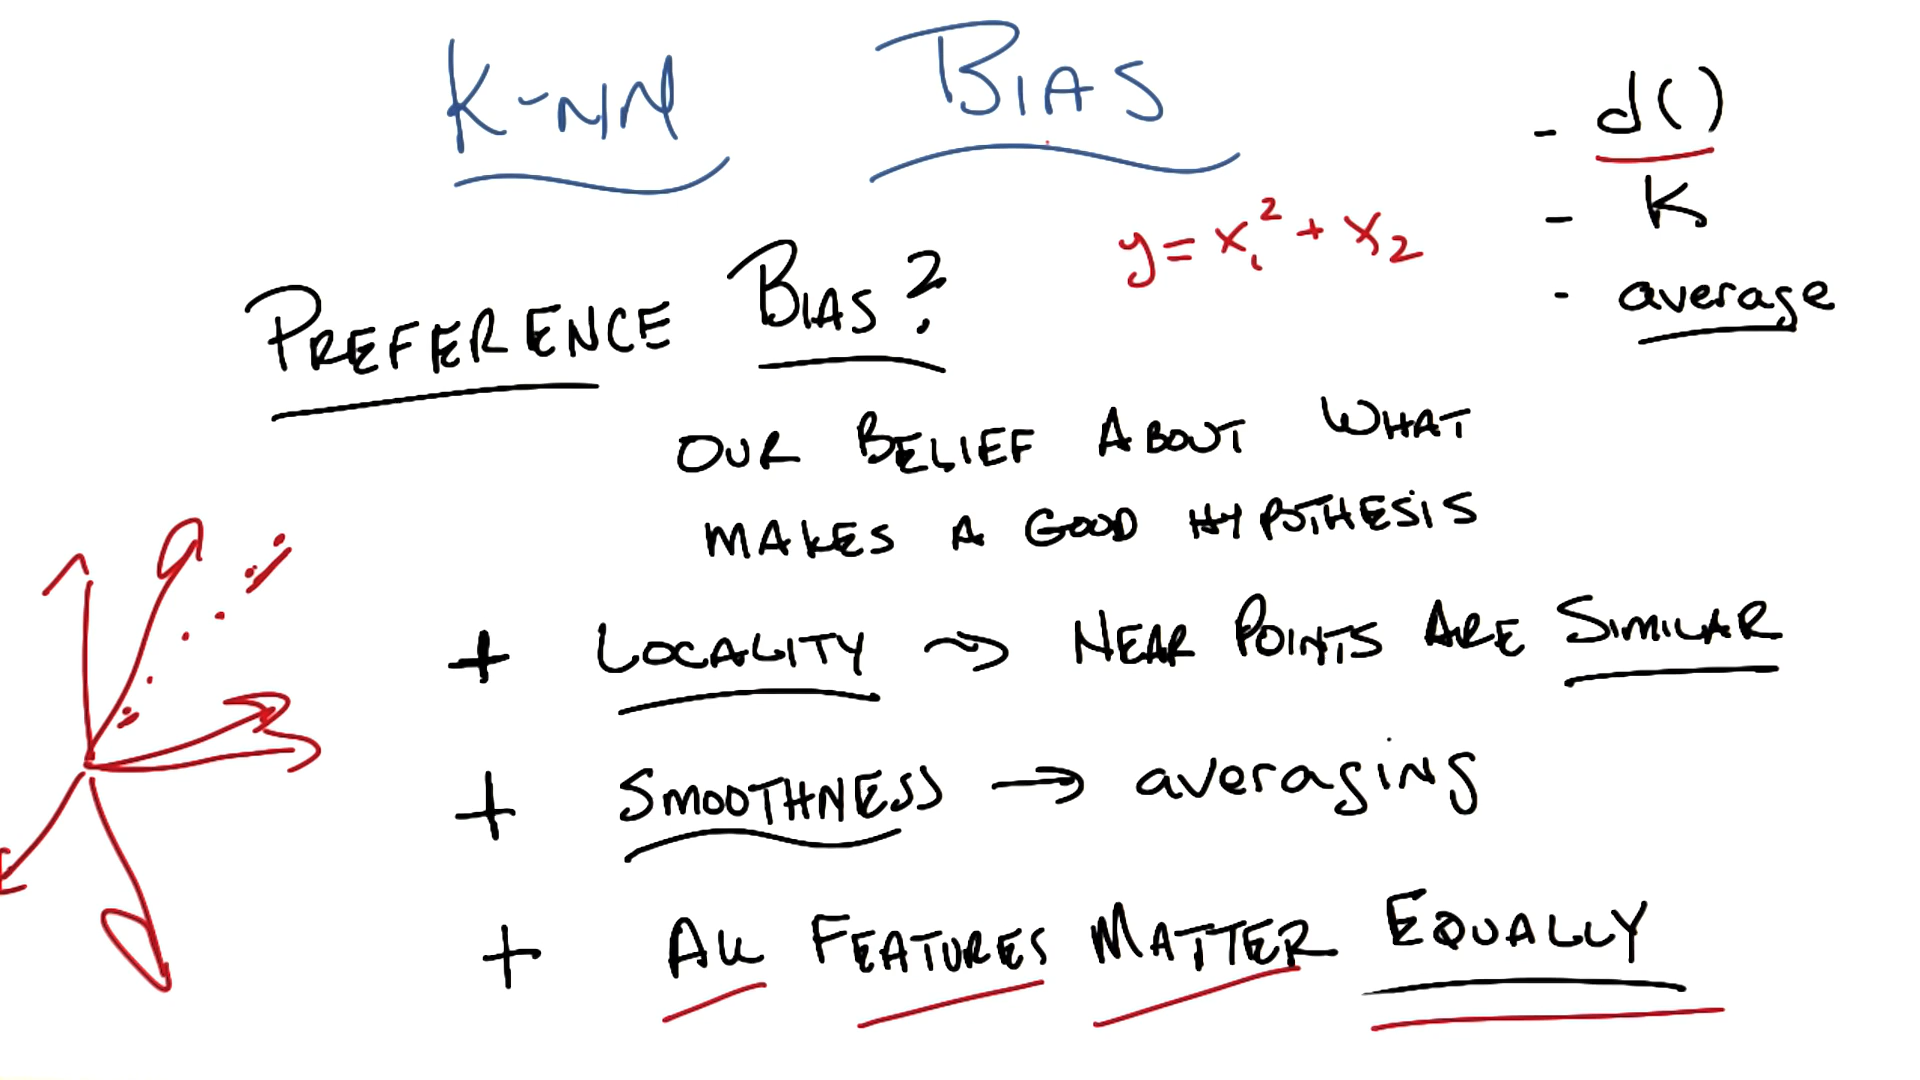 K-NN BIAS
- d()
- K
- average
y = x₁² + x₂
PREFERENCE BIAS?
OUR BELIEF ABOUT WHAT
MAKES A GOOD HYPOTHESIS
+ LOCALITY → NEAR POINTS ARE SIMILAR
+ SMOOTHNESS → averaging
+ ALL FEATURES MATTER EQUALLY